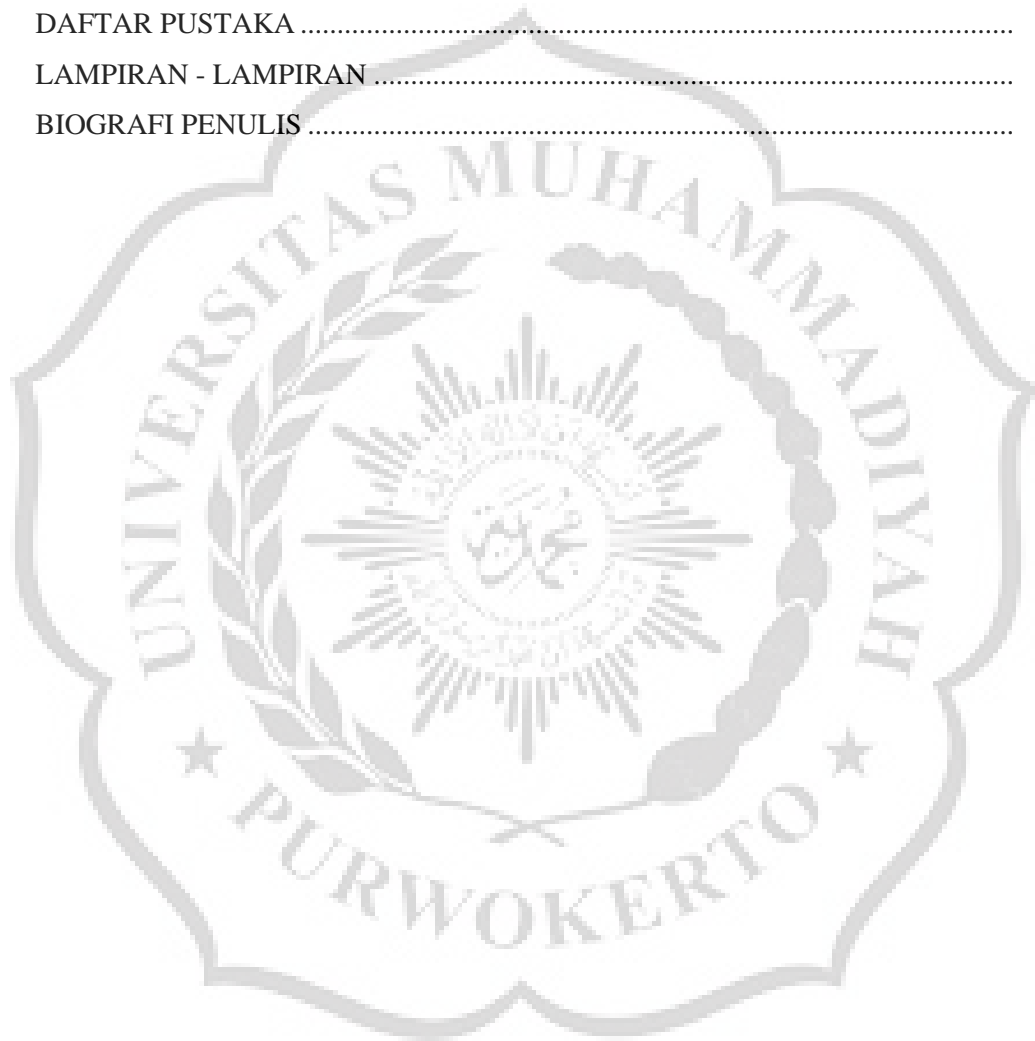 DAFTAR PUSTAKA ....................................................................................................
LAMPIRAN - LAMPIRAN ..........................................................................................
BIOGRAFI PENULIS ..................................................................................................
UNIVERSITAS MUHAMMADIYAH
★ PURWOKERTO ★